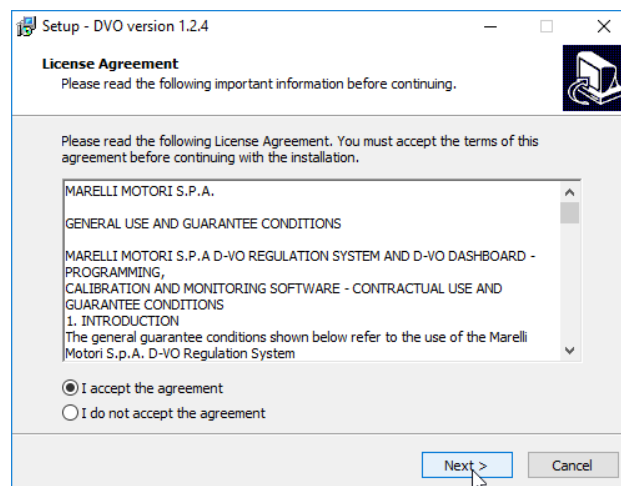 Setup - DVO version 1.2.4
License Agreement
Please read the following important information before continuing.
Please read the following License Agreement. You must accept the terms of this
agreement before continuing with the installation.
MARELLI MOTORI S.P.A.
GENERAL USE AND GUARANTEE CONDITIONS
MARELLI MOTORI S.P.A D-VO REGULATION SYSTEM AND D-VO DASHBOARD -
PROGRAMMING,
CALIBRATION AND MONITORING SOFTWARE - CONTRACTUAL USE AND
GUARANTEE CONDITIONS
1. INTRODUCTION
The general guarantee conditions shown below refer to the use of the Marelli
Motori S.p.A. D-VO Regulation System
I accept the agreement
I do not accept the agreement
Next >
Cancel